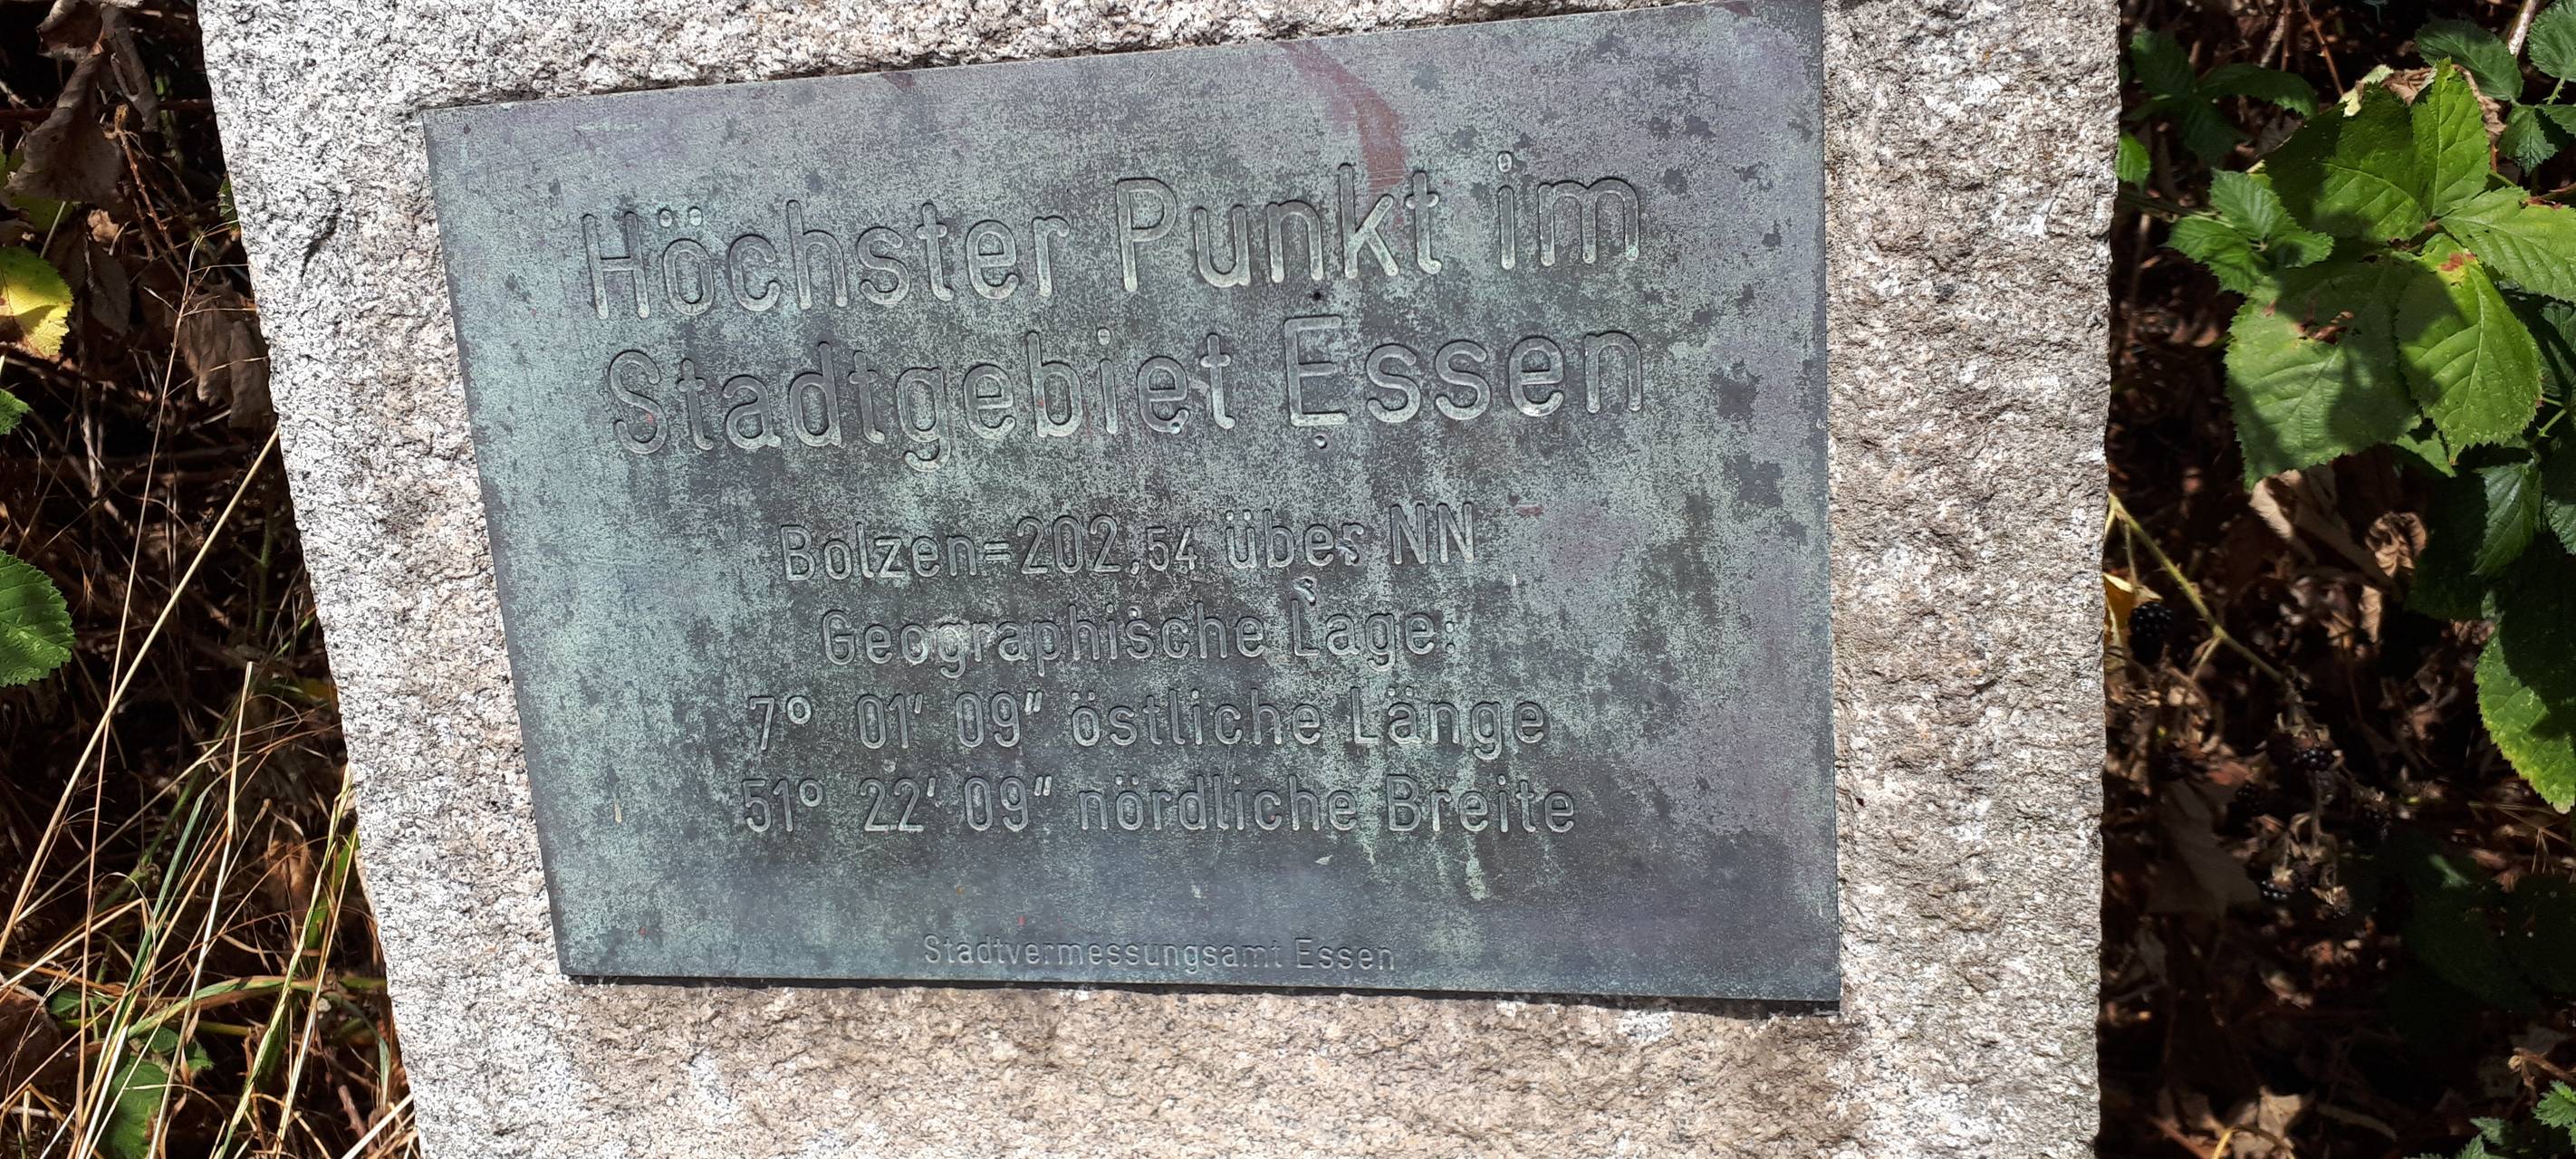 Höchster Punkt im
Stadtgebiet Essen
Bolzen=202,54 über NN
Geographische Lage:
7° 01' 09" östliche Länge
51° 22' 09" nördliche Breite
Stadtvermessungsamt Essen